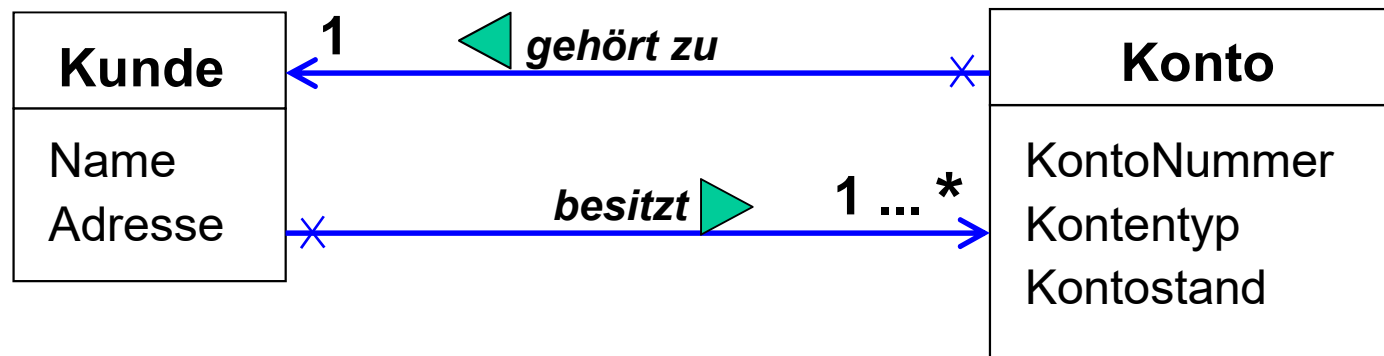 Kunde
Name
Adresse
1
gehört zu
besitzt
1 ... *
Konto
KontoNummer
Kontentyp
Kontostand